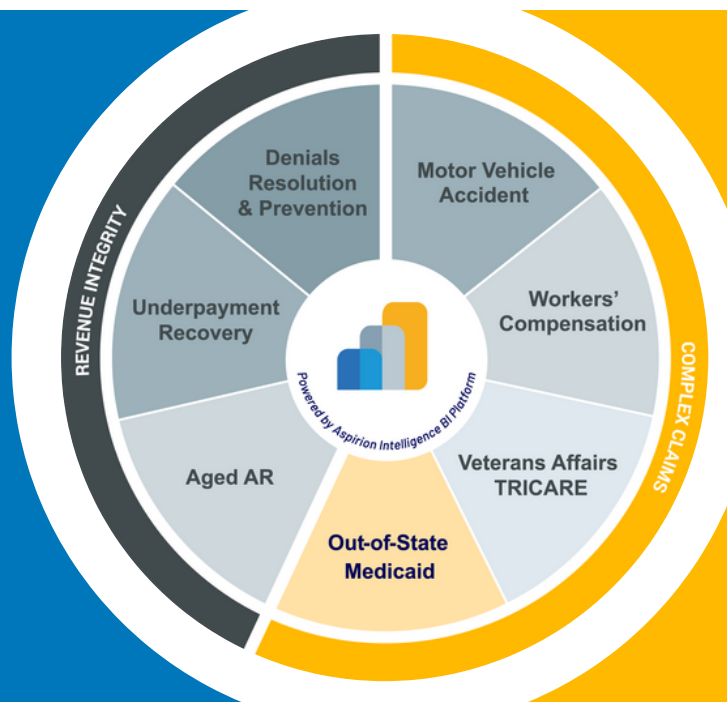 Denials
Resolution
& Prevention
Motor Vehicle
Accident
REVENUE INTEGRITY
Underpayment
Recovery
Workers’
Compensation
Powered by Aspirion Intelligence BI Platform
COMPLEX CLAIMS
Aged AR
Veterans Affairs
TRICARE
Out-of-State
Medicaid